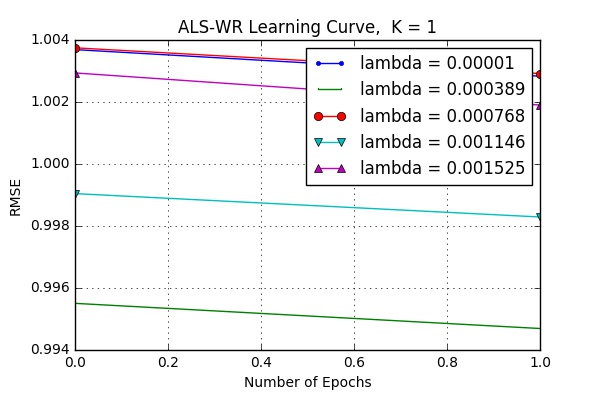 ALS-WR Learning Curve,  K = 1
1.004
1.002
1.000
0.998
0.996
0.994
RMSE
lambda = 0.00001
lambda = 0.000389
lambda = 0.000768
lambda = 0.001146
lambda = 0.001525
0.0 0.2 0.4 0.6 0.8 1.0
Number of Epochs